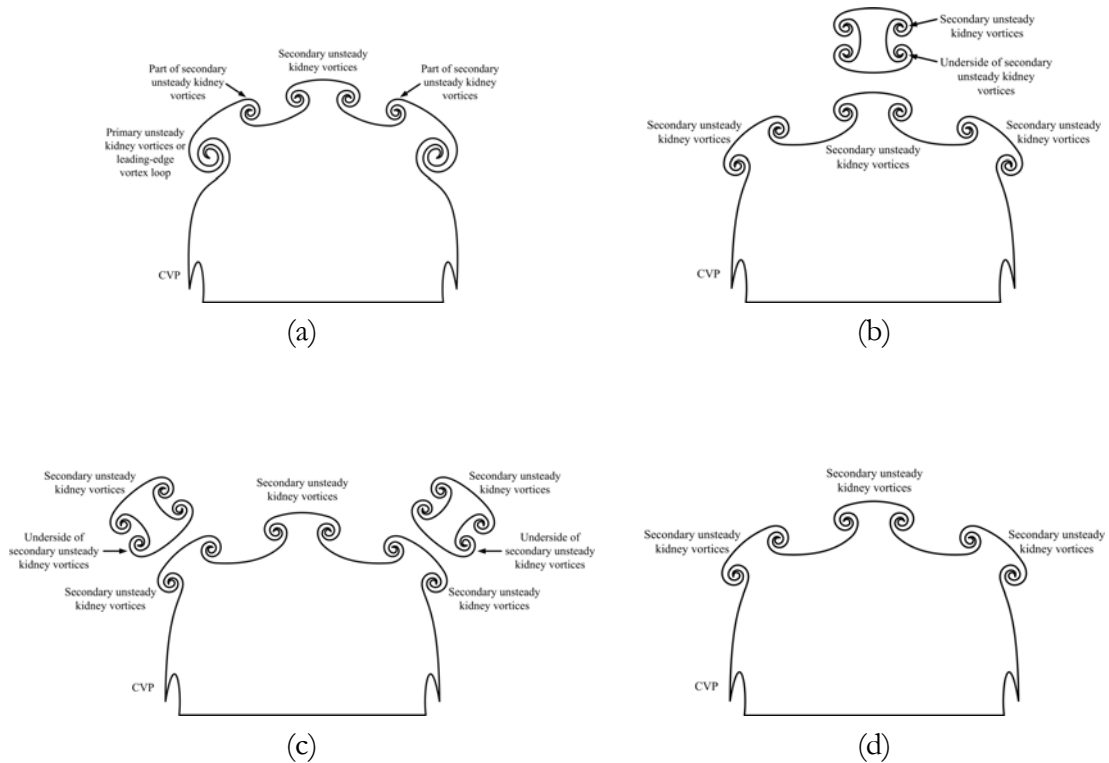 Secondary unsteady
kidney vortices
Part of secondary
unsteady kidney
vortices
Part of secondary
unsteady kidney
vortices
Primary unsteady
kidney vortices or
leading-edge
vortex loop
CVP
(a)
Secondary unsteady
kidney vortices
Underside of secondary
unsteady kidney
vortices
Secondary unsteady
kidney vortices
Secondary unsteady
kidney vortices
Secondary unsteady
kidney vortices
CVP
(b)
Secondary unsteady
kidney vortices
Secondary unsteady
kidney vortices
Secondary unsteady
kidney vortices
Underside of
secondary unsteady
kidney vortices
Underside of
secondary unsteady
kidney vortices
Secondary unsteady
kidney vortices
Secondary unsteady
kidney vortices
CVP
(c)
Secondary unsteady
kidney vortices
Secondary unsteady
kidney vortices
Secondary unsteady
kidney vortices
CVP
(d)